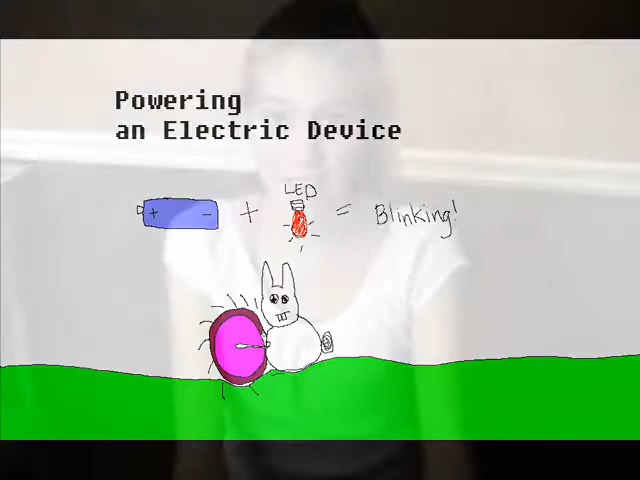 Powering
an Electric Device
LED
+ - + = Blinking!